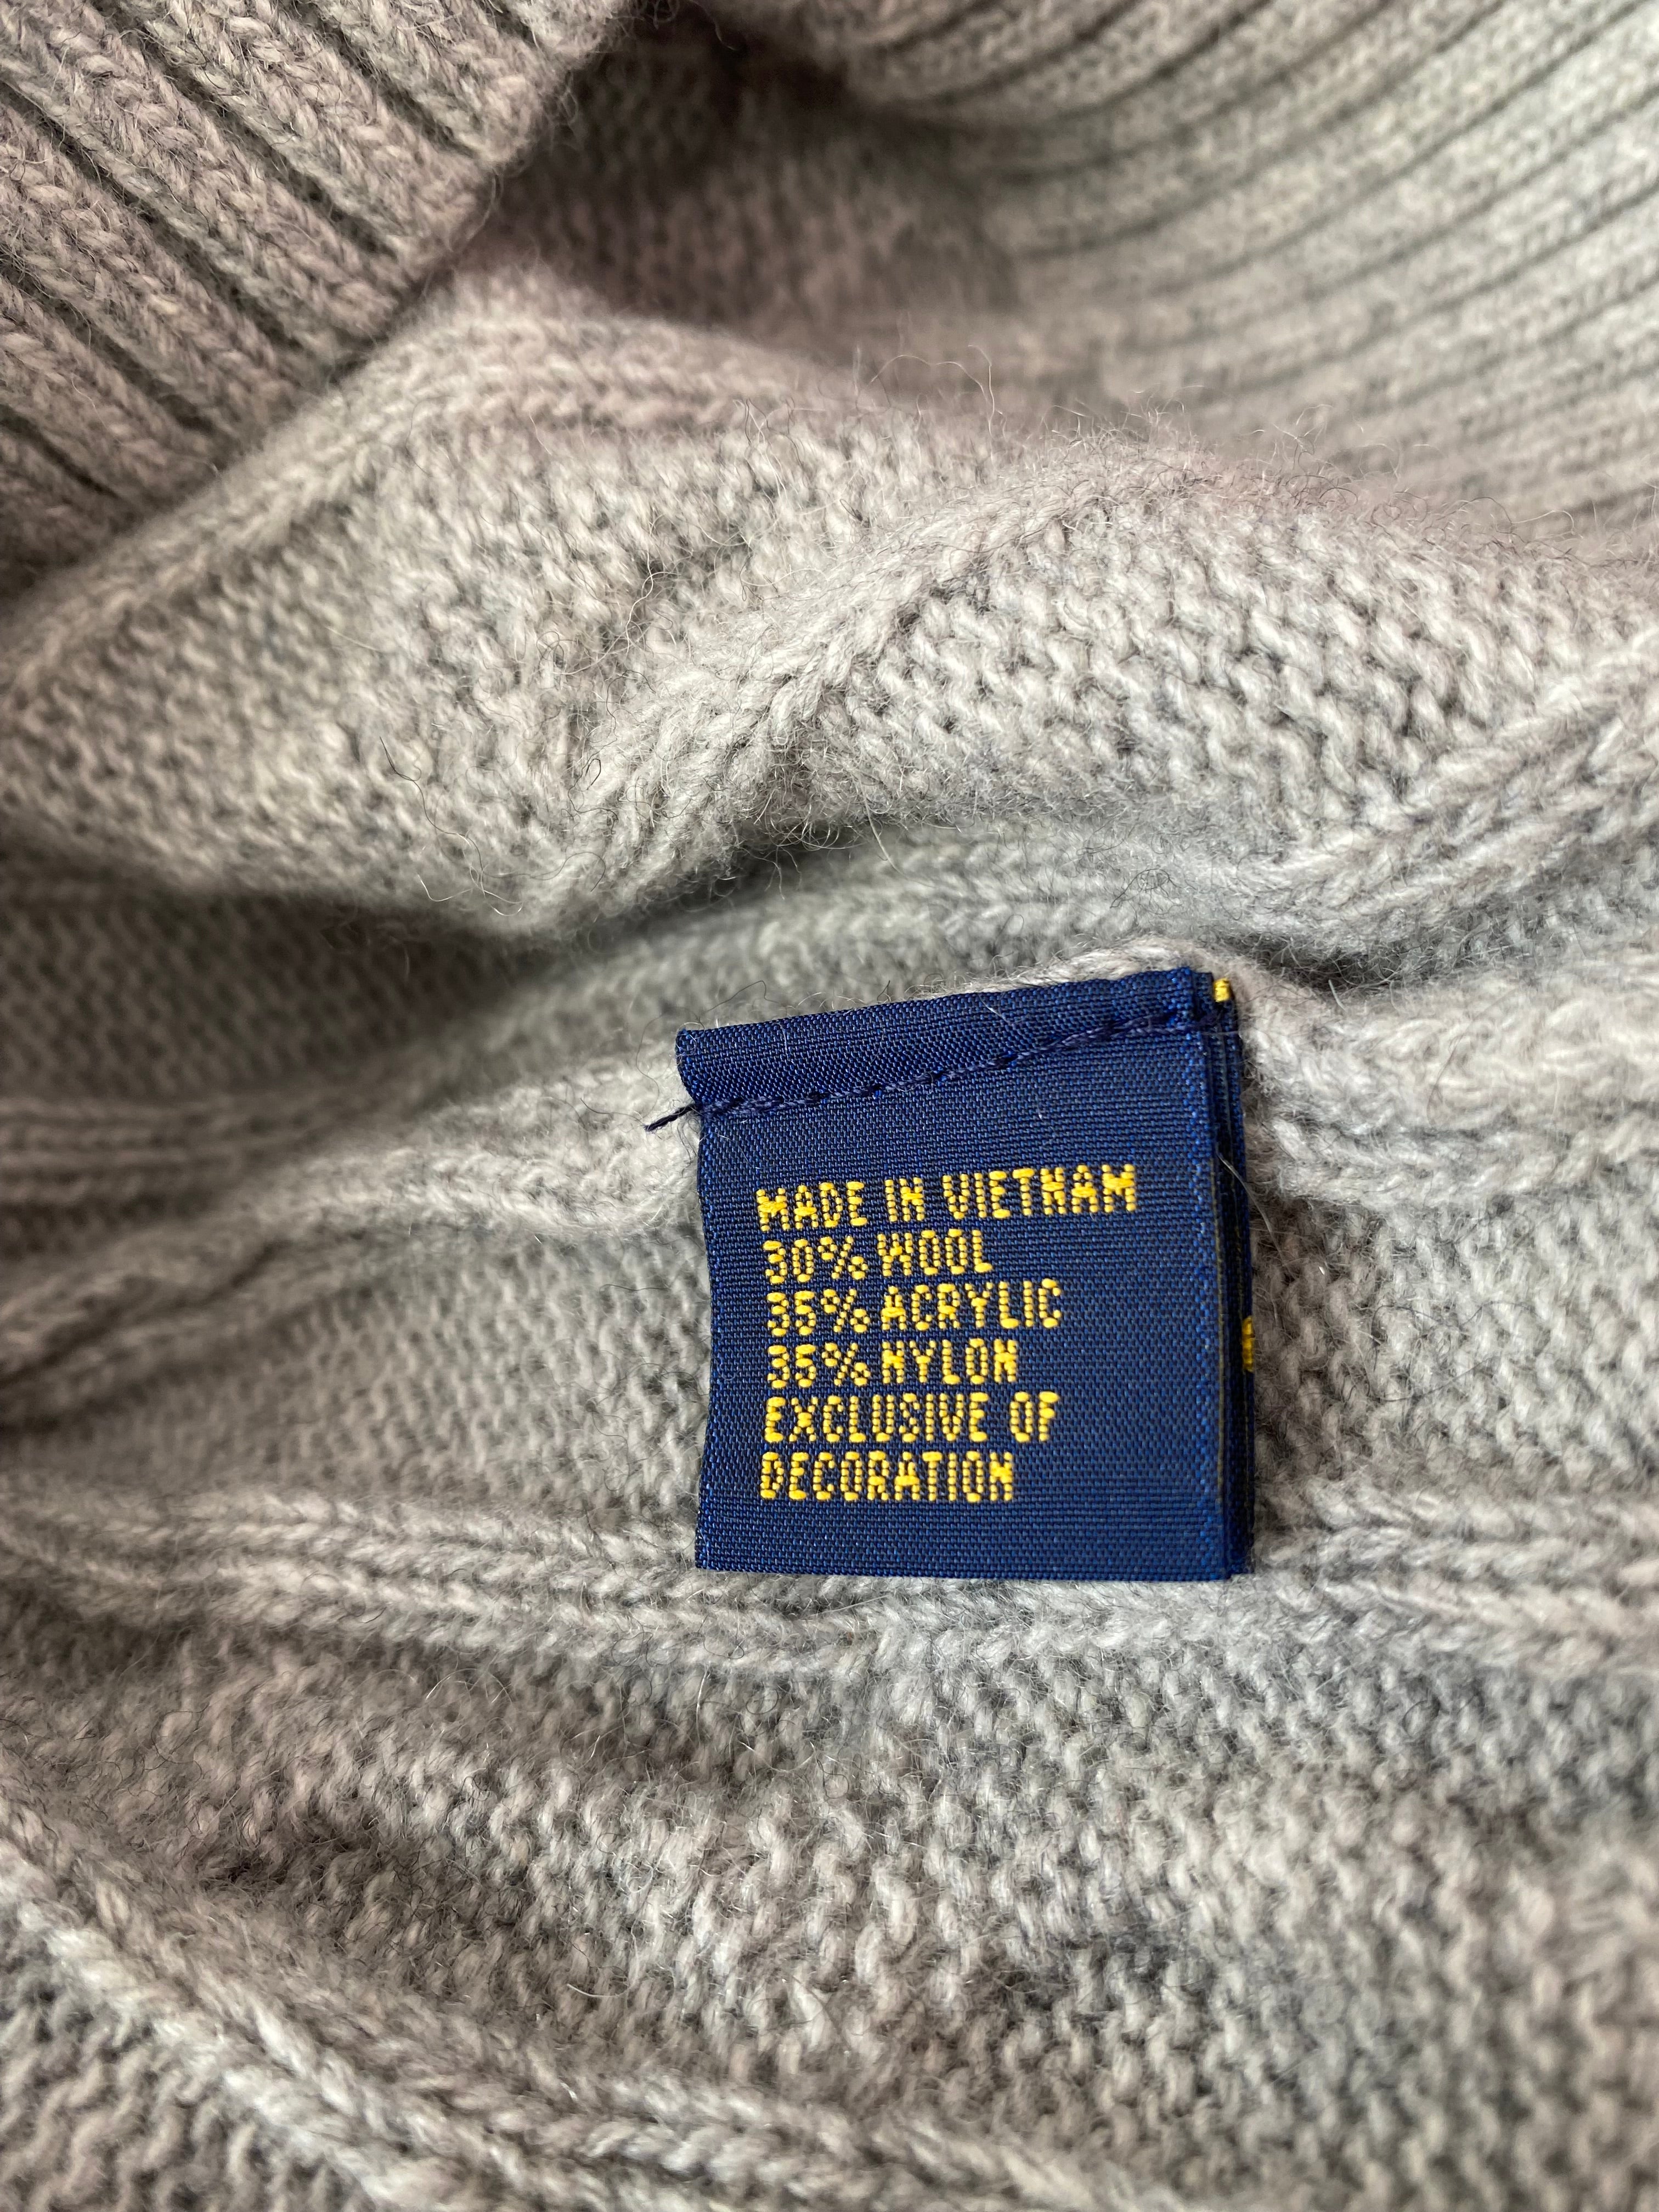 MADE IN VIETNAM
30% WOOL
35% ACRYLIC
35% NYLON
EXCLUSIVE OF
DECORATION